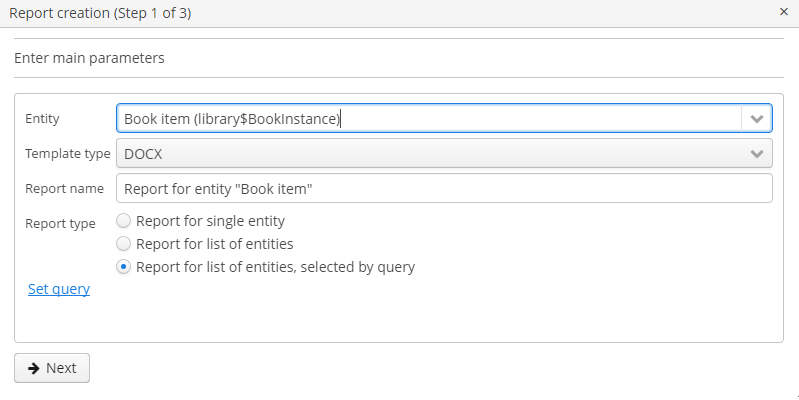 Report creation (Step 1 of 3)
Enter main parameters
Entity Book item (library$BookInstance)
Template type DOCX
Report name Report for entity "Book item"
Report type Report for single entity
Report for list of entities
Report for list of entities, selected by query
Set query
Next